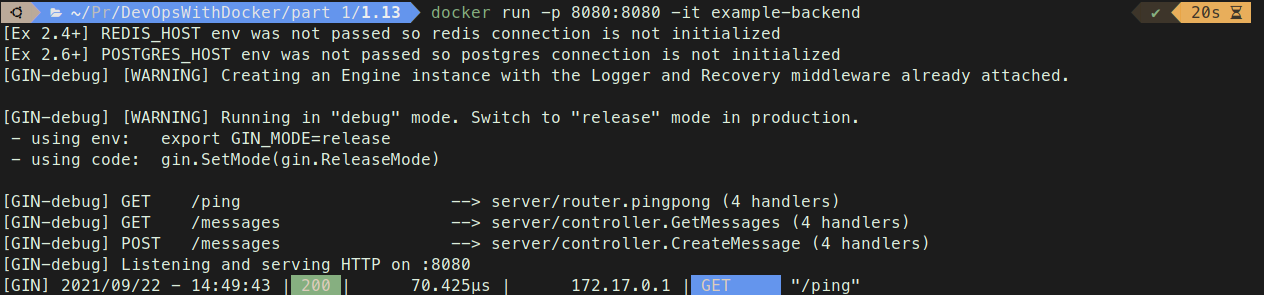 ~/Pr/DevOpsWithDocker/part 1/1.13 docker run -p 8080:8080 -it example-backend ✔ 20s
[Ex 2.4+] REDIS_HOST env was not passed so redis connection is not initialized
[Ex 2.6+] POSTGRES_HOST env was not passed so postgres connection is not initialized
[GIN-debug] [WARNING] Creating an Engine instance with the Logger and Recovery middleware already attached.
[GIN-debug] [WARNING] Running in "debug" mode. Switch to "release" mode in production.
- using env:   export GIN_MODE=release
- using code:  gin.SetMode(gin.ReleaseMode)
[GIN-debug] GET    /ping                     --> server/router.pingpong (4 handlers)
[GIN-debug] GET    /messages                 --> server/controller.GetMessages (4 handlers)
[GIN-debug] POST   /messages                 --> server/controller.CreateMessage (4 handlers)
[GIN-debug] Listening and serving HTTP on :8080
[GIN] 2021/09/22 - 14:49:43 | 200 |      70.425µs |      172.17.0.1 | GET      "/ping"